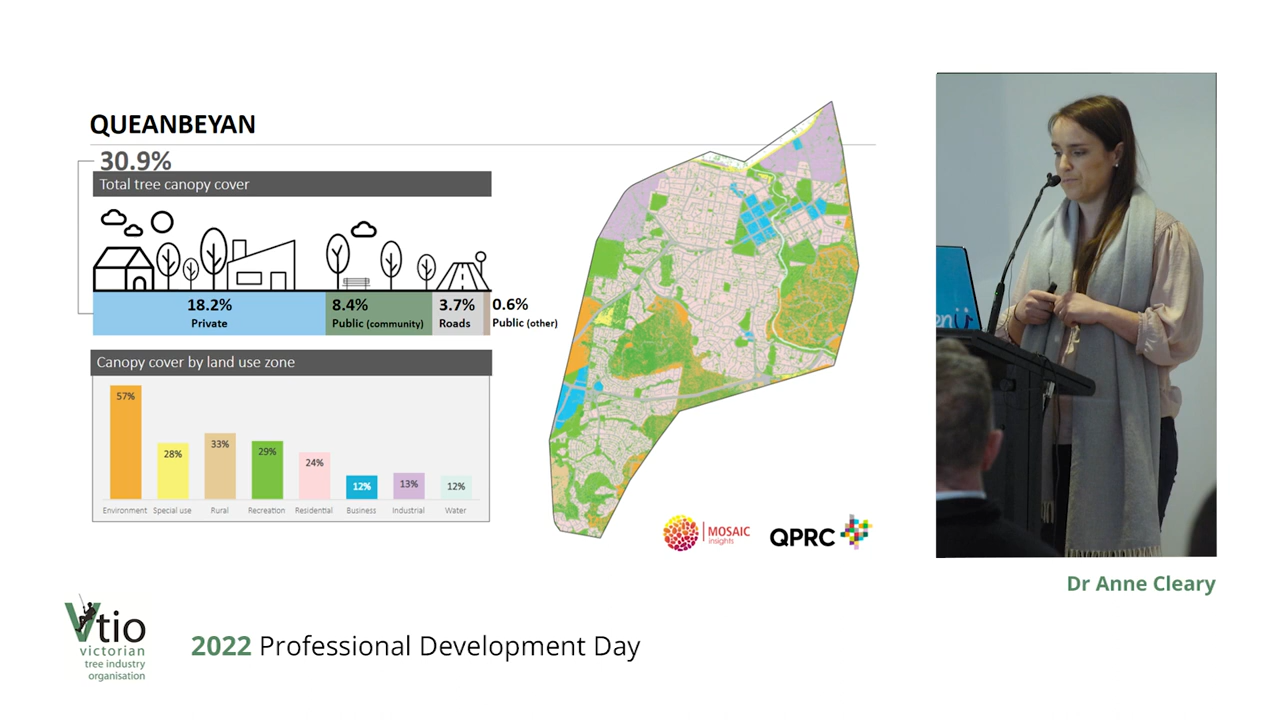 QUEANBEYAN
30.9%
Total tree canopy cover
18.2%
Private
8.4%
Public (community)
3.7%
Roads
0.6%
Public (other)
Canopy cover by land use zone
57%
28%
33%
29%
24%
12%
13%
12%
Environment
Special use
Rural
Recreation
Residential
Business
Industrial
Water
MOSAIC
insights
QPRC
Dr Anne Cleary
Vtio
victorian
tree industry
organisation
2022 Professional Development Day